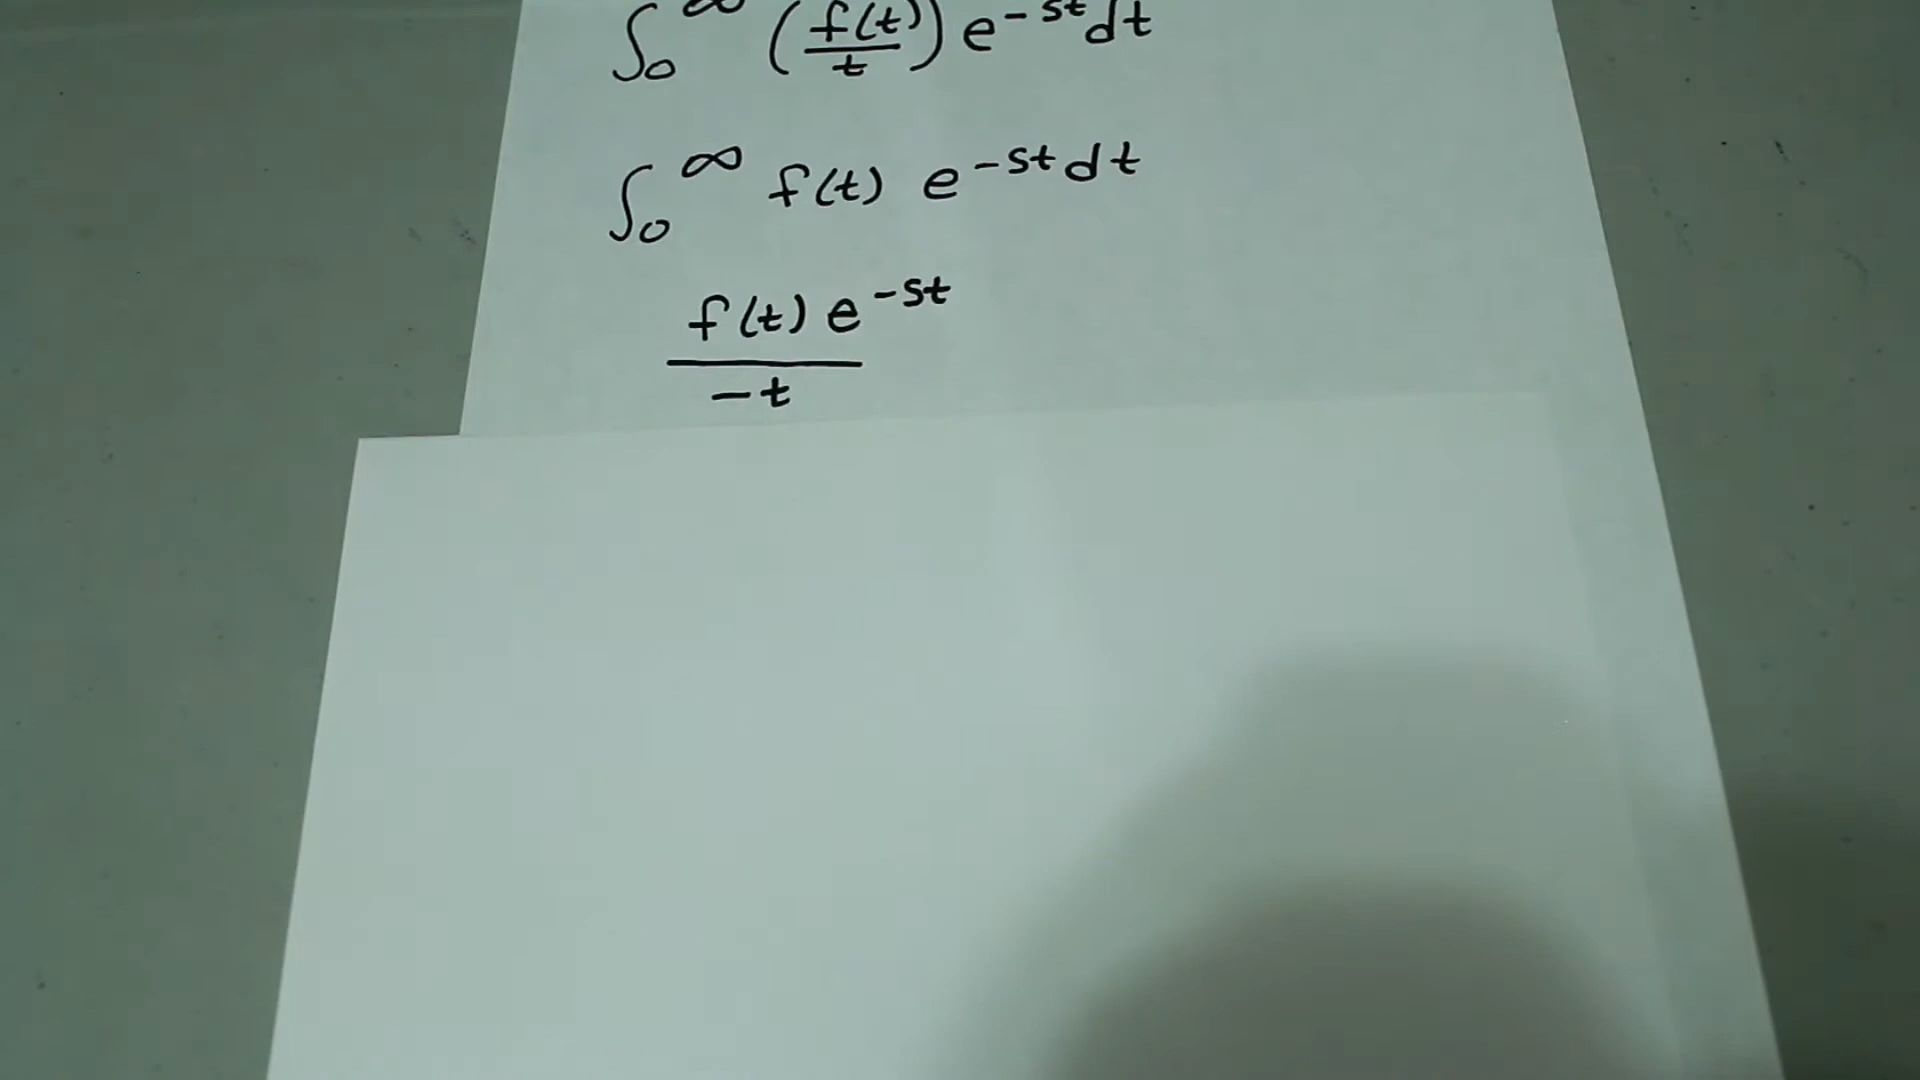 ∫₀^∞ (f(t)/t) e^{-st} dt
∫₀^∞ f(t) e^{-st} dt
f(t) e^{-st}
-t